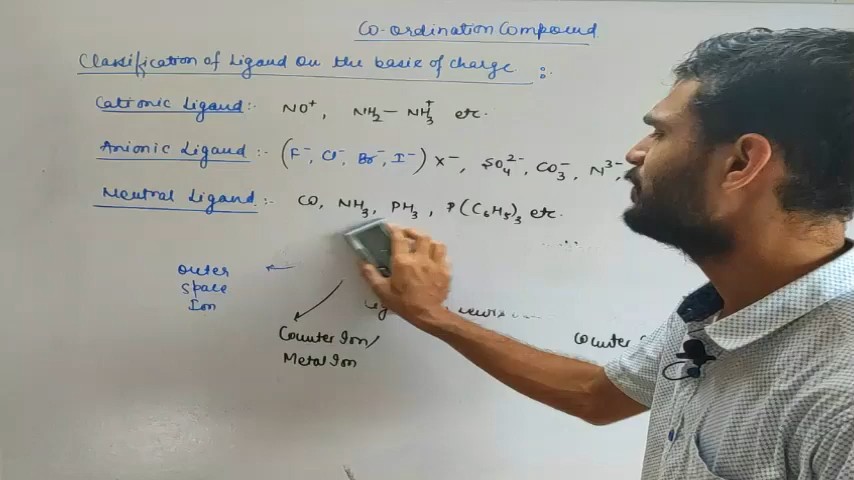 Co-ordination Compound
Classification of Ligand On the basis of charge :
Cationic Ligand :- NO⁺, NH₂ – NH₃⁺ etc.
Anionic Ligand :- (F⁻, Cl⁻, Br⁻, I⁻) X⁻, SO₄²⁻, CO₃⁻, N³⁻,
Neutral Ligand :- CO, NH₃, PH₃, P(C₆H₅)₃ etc.
Outer ←
Space
Ion
Counter Ion/
Metal Ion
Counter